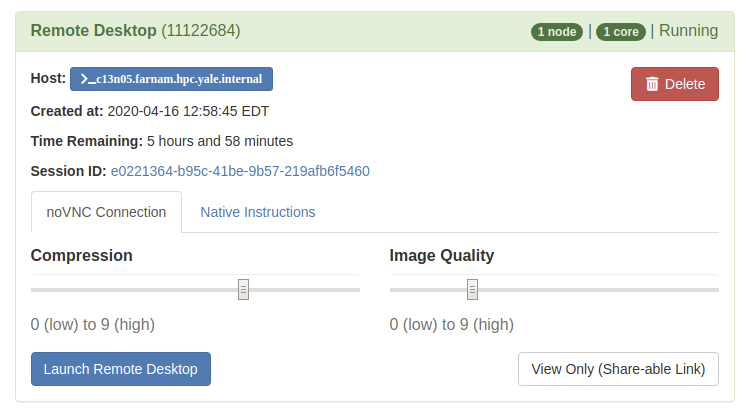 Remote Desktop (11122684) 1 node | 1 core | Running
Host: >_c13n05.farnam.hpc.yale.internal Delete
Created at: 2020-04-16 12:58:45 EDT
Time Remaining: 5 hours and 58 minutes
Session ID: e0221364-b95c-41be-9b57-219afb6f5460
noVNC Connection Native Instructions
Compression Image Quality
0 (low) to 9 (high) 0 (low) to 9 (high)
Launch Remote Desktop View Only (Share-able Link)